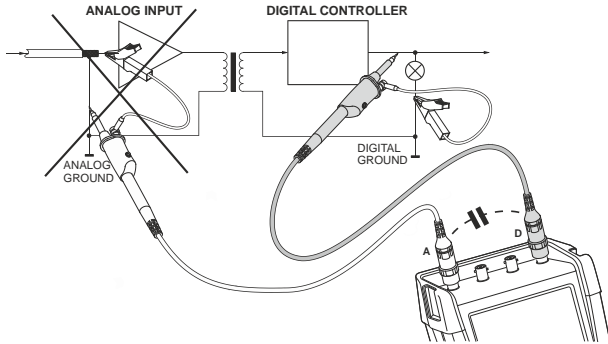 ANALOG INPUT
DIGITAL CONTROLLER
ANALOG
GROUND
DIGITAL
GROUND
A
D